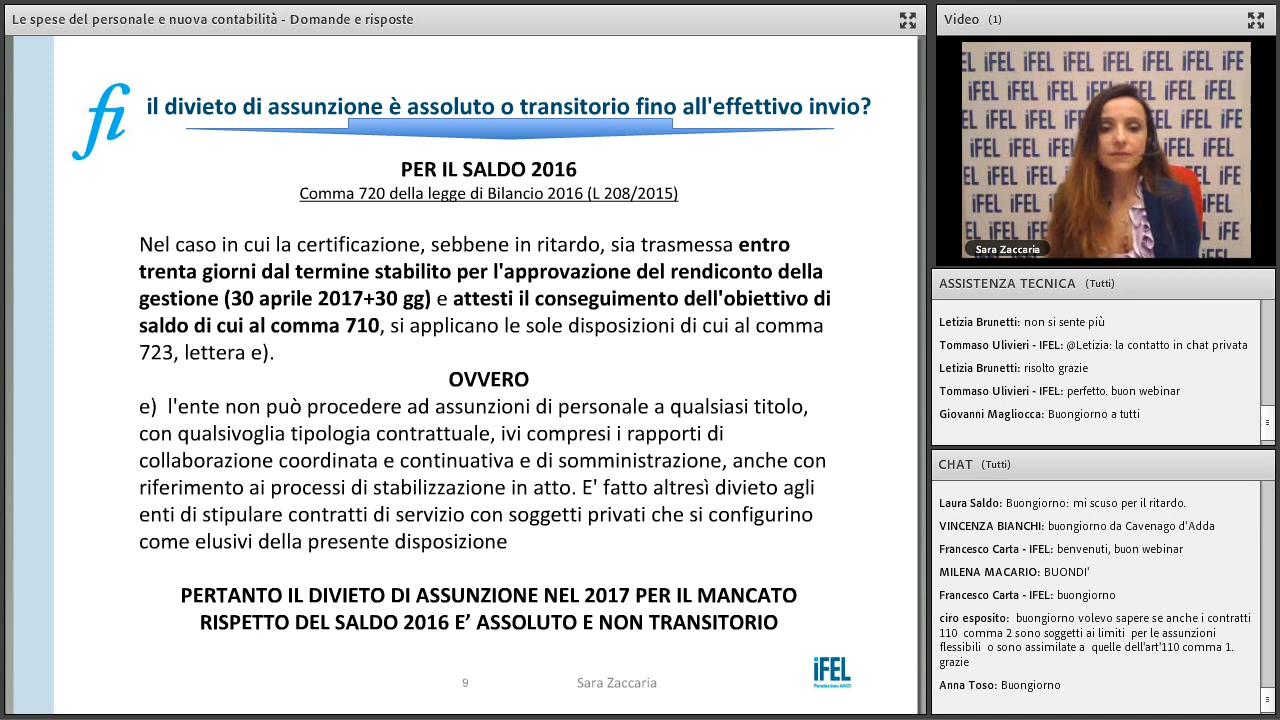 Le spese del personale e nuova contabilità - Domande e risposte
fi
il divieto di assunzione è assoluto o transitorio fino all'effettivo invio?
PER IL SALDO 2016
Comma 720 della legge di Bilancio 2016 (L 208/2015)
Nel caso in cui la certificazione, sebbene in ritardo, sia trasmessa entro
trenta giorni dal termine stabilito per l'approvazione del rendiconto della
gestione (30 aprile 2017+30 gg) e attesti il conseguimento dell'obiettivo di
saldo di cui al comma 710, si applicano le sole disposizioni di cui al comma
723, lettera e).
OVVERO
e) l'ente non può procedere ad assunzioni di personale a qualsiasi titolo,
con qualsivoglia tipologia contrattuale, ivi compresi i rapporti di
collaborazione coordinata e continuativa e di somministrazione, anche con
riferimento ai processi di stabilizzazione in atto. E' fatto altresì divieto agli
enti di stipulare contratti di servizio con soggetti privati che si configurino
come elusivi della presente disposizione
PERTANTO IL DIVIETO DI ASSUNZIONE NEL 2017 PER IL MANCATO
RISPETTO DEL SALDO 2016 E’ ASSOLUTO E NON TRANSITORIO
9
Sara Zaccaria
iFEL
Fondazione ANCI
Video (1)
iFEL iFEL iFEL iFEL iFEL
Sara Zaccaria
ASSISTENZA TECNICA (Tutti)
Letizia Brunetti: non si sente più
Tommaso Ulivieri - IFEL: @Letizia: la contatto in chat privata
Letizia Brunetti: risolto grazie
Tommaso Ulivieri - IFEL: perfetto. buon webinar
Giovanni Magliocca: Buongiorno a tutti
CHAT (Tutti)
Laura Saldo: Buongiorno: mi scuso per il ritardo.
VINCENZA BIANCHI: buongiorno da Cavenago d'Adda
Francesco Carta - IFEL: benvenuti, buon webinar
MILENA MACARIO: BUONDI'
Francesco Carta - IFEL: buongiorno
ciro esposito: buongiorno volevo sapere se anche i contratti
110 comma 2 sono soggetti ai limiti per le assunzioni
flessibili o sono assimilate a quelle dell'art'110 comma 1.
grazie
Anna Toso: Buongiorno